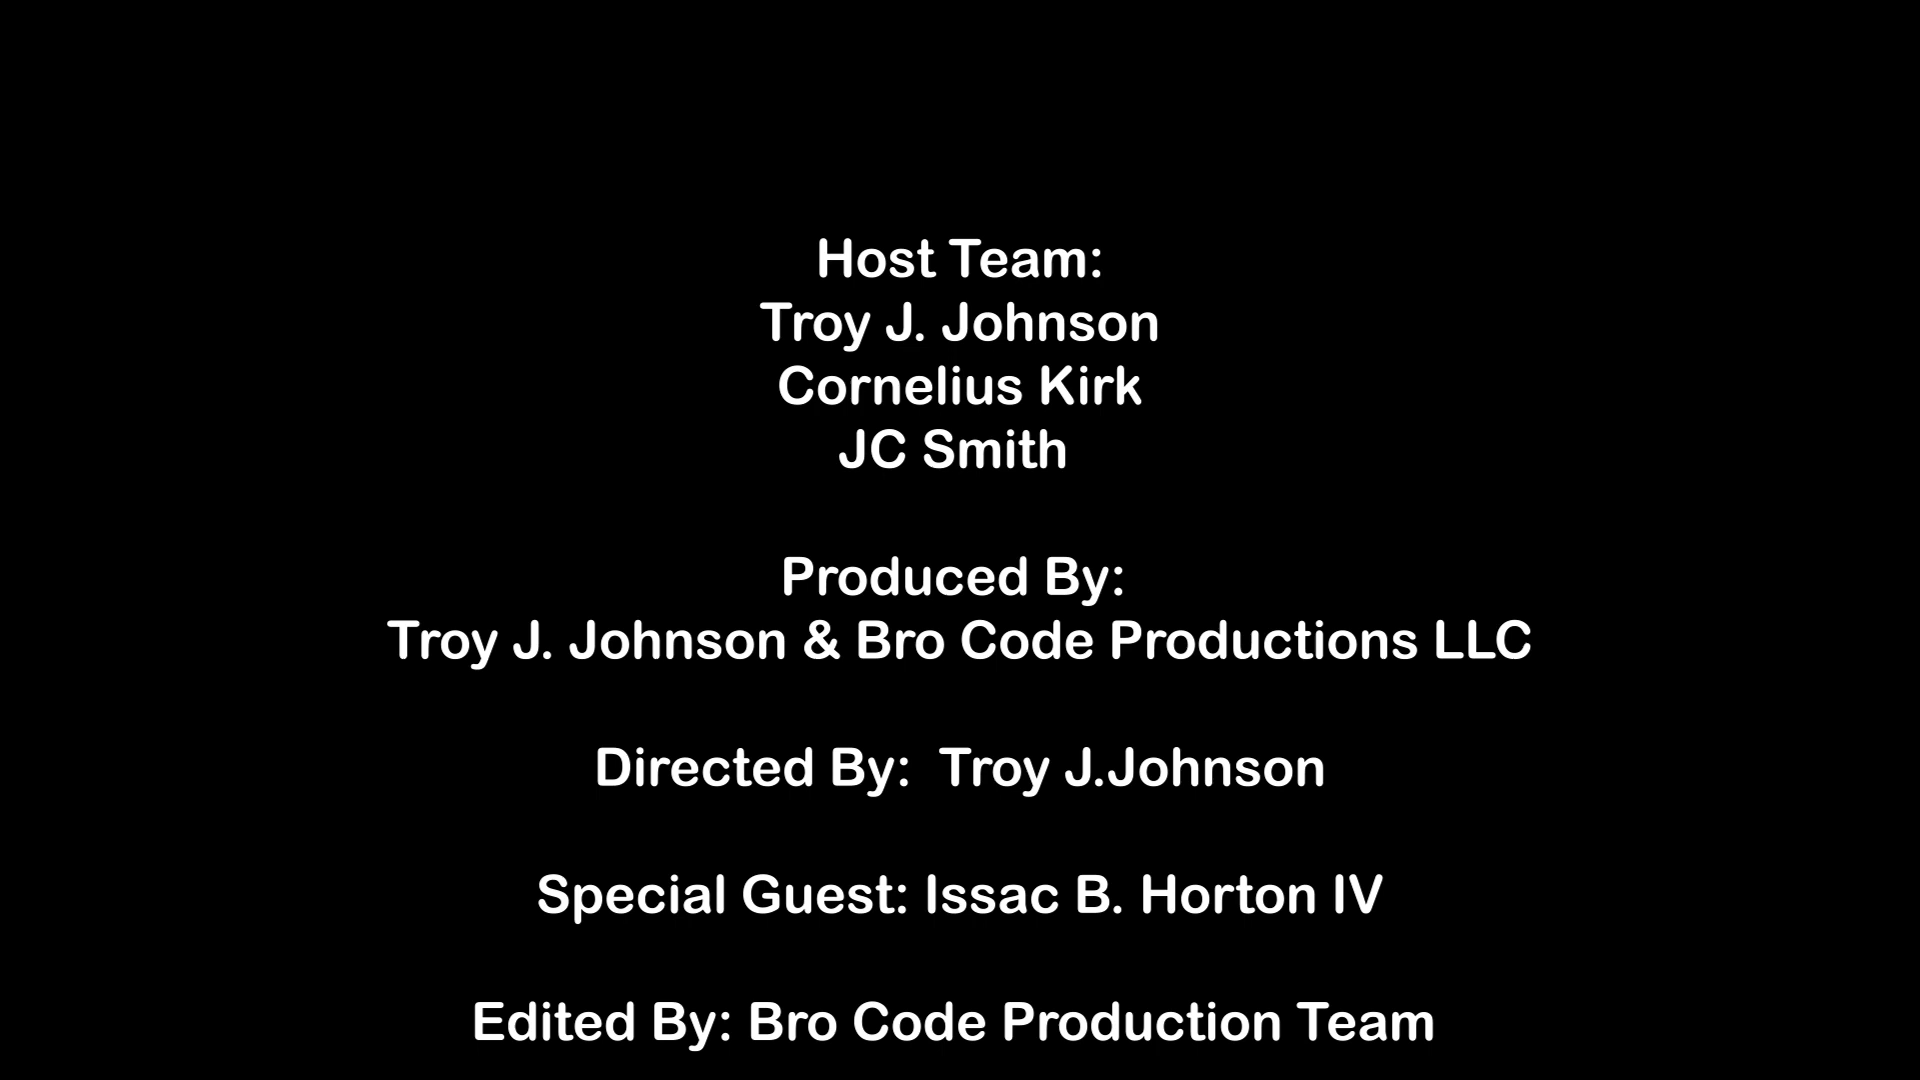 Host Team:
Troy J. Johnson
Cornelius Kirk
JC Smith
Produced By:
Troy J. Johnson & Bro Code Productions LLC
Directed By:  Troy J.Johnson
Special Guest: Issac B. Horton IV
Edited By: Bro Code Production Team